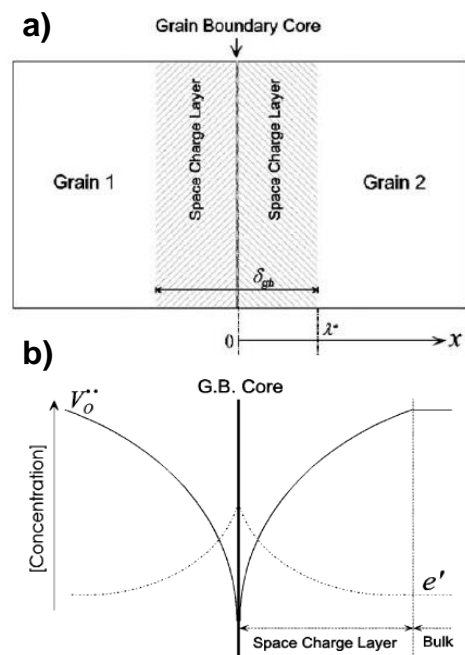 a)
Grain Boundary Core
Space Charge Layer
Space Charge Layer
Grain 1
Grain 2
δgb
0
λ*
x
b)
G.B. Core
V_O^{••}
[Concentration]
e'
Space Charge Layer
Bulk